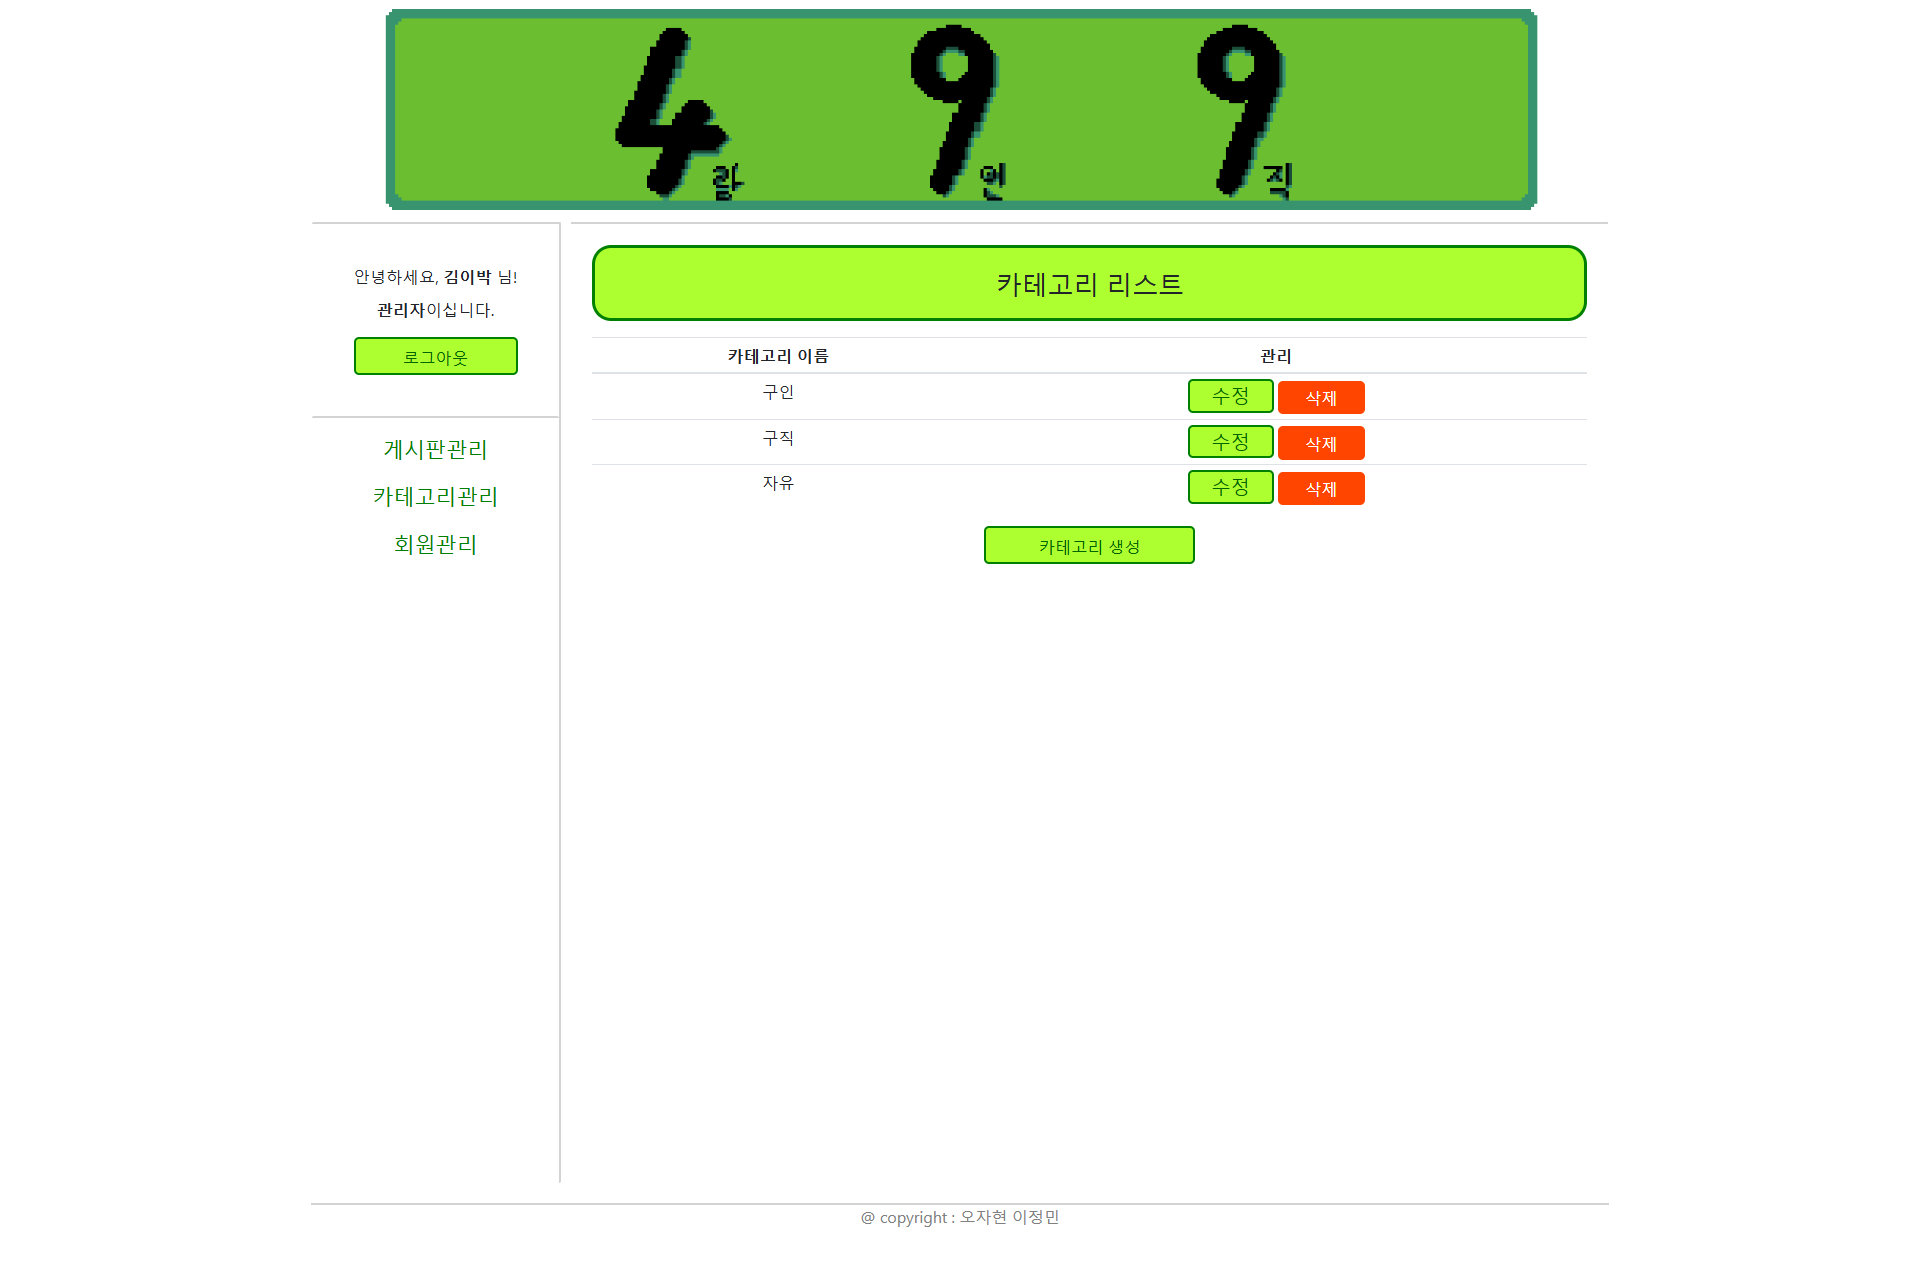 4 9 9
안녕하세요, 김이박 님!
관리자이십니다.
로그아웃
게시판관리
카테고리관리
회원관리
카테고리 리스트
카테고리 이름 관리
구인 수정 삭제
구직 수정 삭제
자유 수정 삭제
카테고리 생성
@ copyright : 오자현 이정민